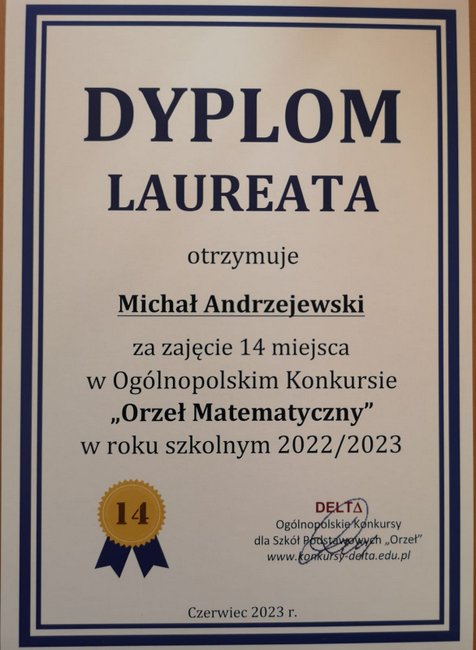 DYPLOM
LAUREATA
otrzymuje
Michał Andrzejewski
za zajęcie 14 miejsca
w Ogólnopolskim Konkursie
„Orzeł Matematyczny”
w roku szkolnym 2022/2023
14
DELTΔ
Ogólnopolskie Konkursy
dla Szkół Podstawowych „Orzeł”
www.konkursy-delta.edu.pl
Czerwiec 2023 r.